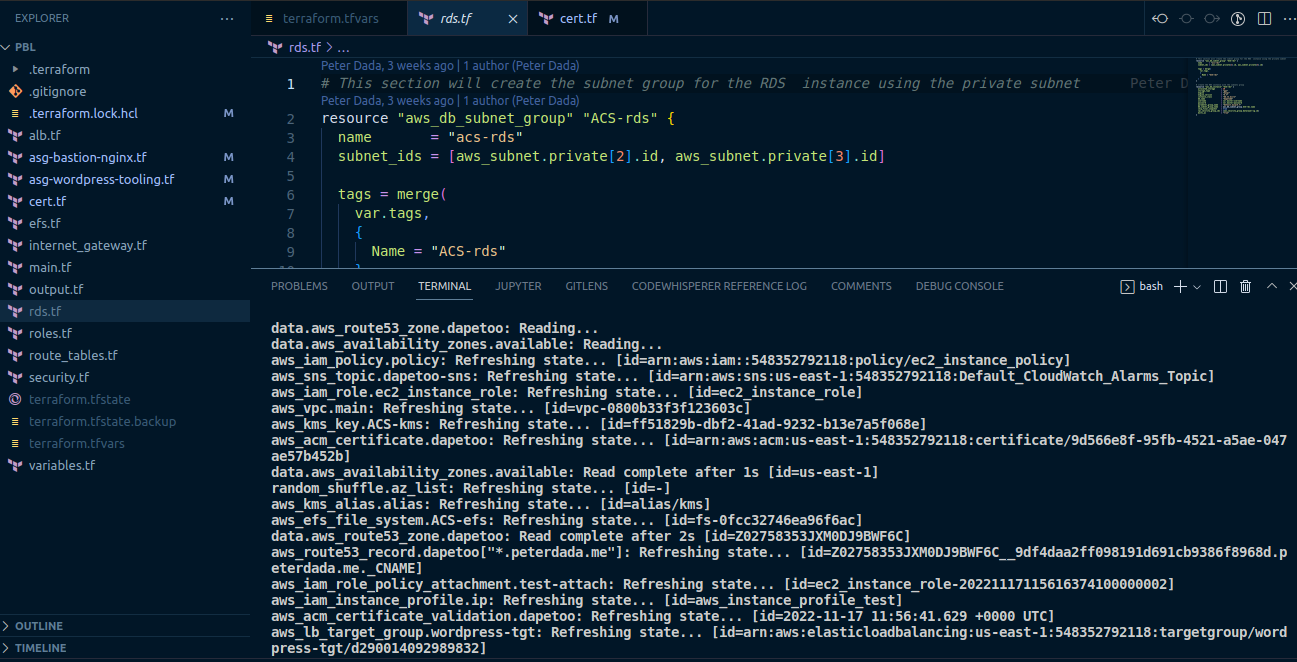 EXPLORER
PBL
.terraform
.gitignore
.terraform.lock.hcl M
alb.tf
asg-bastion-nginx.tf M
asg-wordpress-tooling.tf M
cert.tf M
efs.tf
internet_gateway.tf
main.tf
output.tf
rds.tf
roles.tf
route_tables.tf
security.tf
terraform.tfstate
terraform.tfstate.backup
terraform.tfvars
variables.tf
OUTLINE
TIMELINE
terraform.tfvars rds.tf cert.tf M
rds.tf > ...
Peter Dada, 3 weeks ago | 1 author (Peter Dada)
1 # This section will create the subnet group for the RDS  instance using the private subnet Peter D
Peter Dada, 3 weeks ago | 1 author (Peter Dada)
2 resource "aws_db_subnet_group" "ACS-rds" {
3 name       = "acs-rds"
4 subnet_ids = [aws_subnet.private[2].id, aws_subnet.private[3].id]
5
6 tags = merge(
7 var.tags,
8 {
9 Name = "ACS-rds"
10 }
PROBLEMS OUTPUT TERMINAL JUPYTER GITLENS CODEWHISPERER REFERENCE LOG COMMENTS DEBUG CONSOLE bash
data.aws_route53_zone.dapetoo: Reading...
data.aws_availability_zones.available: Reading...
aws_iam_policy.policy: Refreshing state... [id=arn:aws:iam::548352792118:policy/ec2_instance_policy]
aws_sns_topic.dapetoo-sns: Refreshing state... [id=arn:aws:sns:us-east-1:548352792118:Default_CloudWatch_Alarms_Topic]
aws_iam_role.ec2_instance_role: Refreshing state... [id=ec2_instance_role]
aws_vpc.main: Refreshing state... [id=vpc-0800b33f3f123603c]
aws_kms_key.ACS-kms: Refreshing state... [id=ff51829b-dbf2-41ad-9232-b13e7a5f068e]
aws_acm_certificate.dapetoo: Refreshing state... [id=arn:aws:acm:us-east-1:548352792118:certificate/9d566e8f-95fb-4521-a5ae-047
ae57b452b]
data.aws_availability_zones.available: Read complete after 1s [id=us-east-1]
random_shuffle.az_list: Refreshing state... [id=-]
aws_kms_alias.alias: Refreshing state... [id=alias/kms]
aws_efs_file_system.ACS-efs: Refreshing state... [id=fs-0fcc32746ea96f6ac]
data.aws_route53_zone.dapetoo: Read complete after 2s [id=Z02758353JXM0DJ9BWF6C]
aws_route53_record.dapetoo["*.peterdada.me"]: Refreshing state... [id=Z02758353JXM0DJ9BWF6C__9df4daa2ff098191d691cb9386f8968d.p
eterdada.me._CNAME]
aws_iam_role_policy_attachment.test-attach: Refreshing state... [id=ec2_instance_role-20221117115616374100000002]
aws_iam_instance_profile.ip: Refreshing state... [id=aws_instance_profile_test]
aws_acm_certificate_validation.dapetoo: Refreshing state... [id=2022-11-17 11:56:41.629 +0000 UTC]
aws_lb_target_group.wordpress-tgt: Refreshing state... [id=arn:aws:elasticloadbalancing:us-east-1:548352792118:targetgroup/word
press-tgt/d290014092989832]